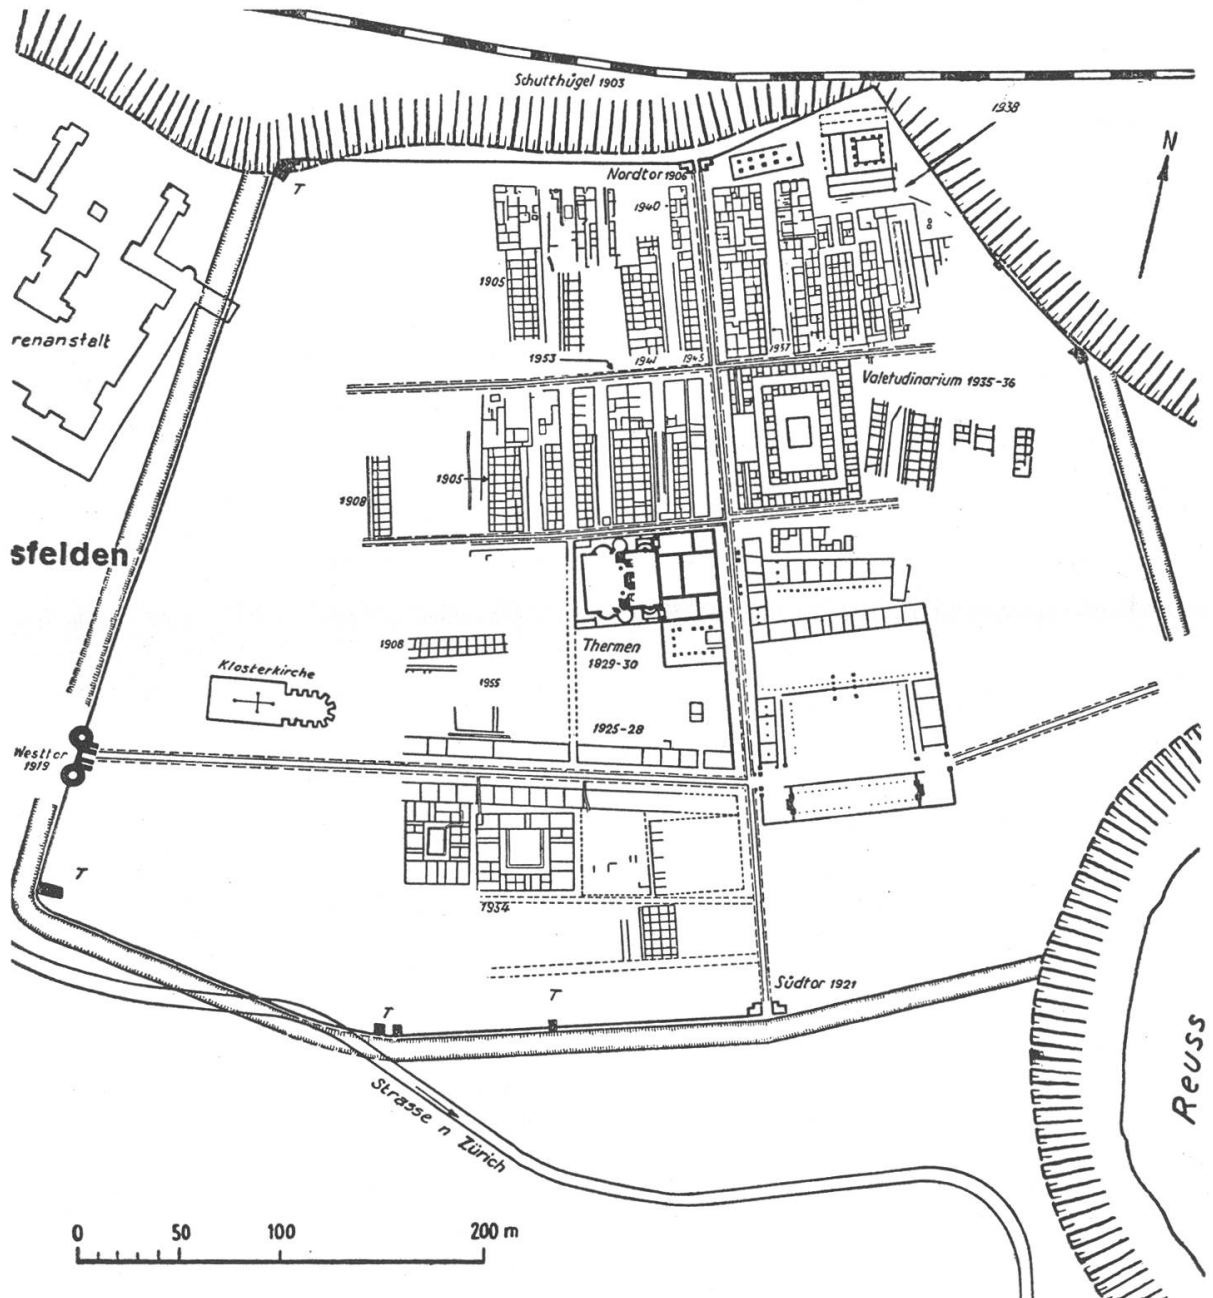 Schutthügel 1903
1938
N
T
Nordtor 1906
1940
1905
renanstalt
1953
1941
1943
1937
Valetudinarium 1935-36
1905
1908
sfelden
Thermen
1929-30
1908
Klosterkirche
1955
1925-28
Westtor
1919
T
1934
Südtor 1921
T
T
Reuss
Strasse n Zürich
0 50 100 200 m